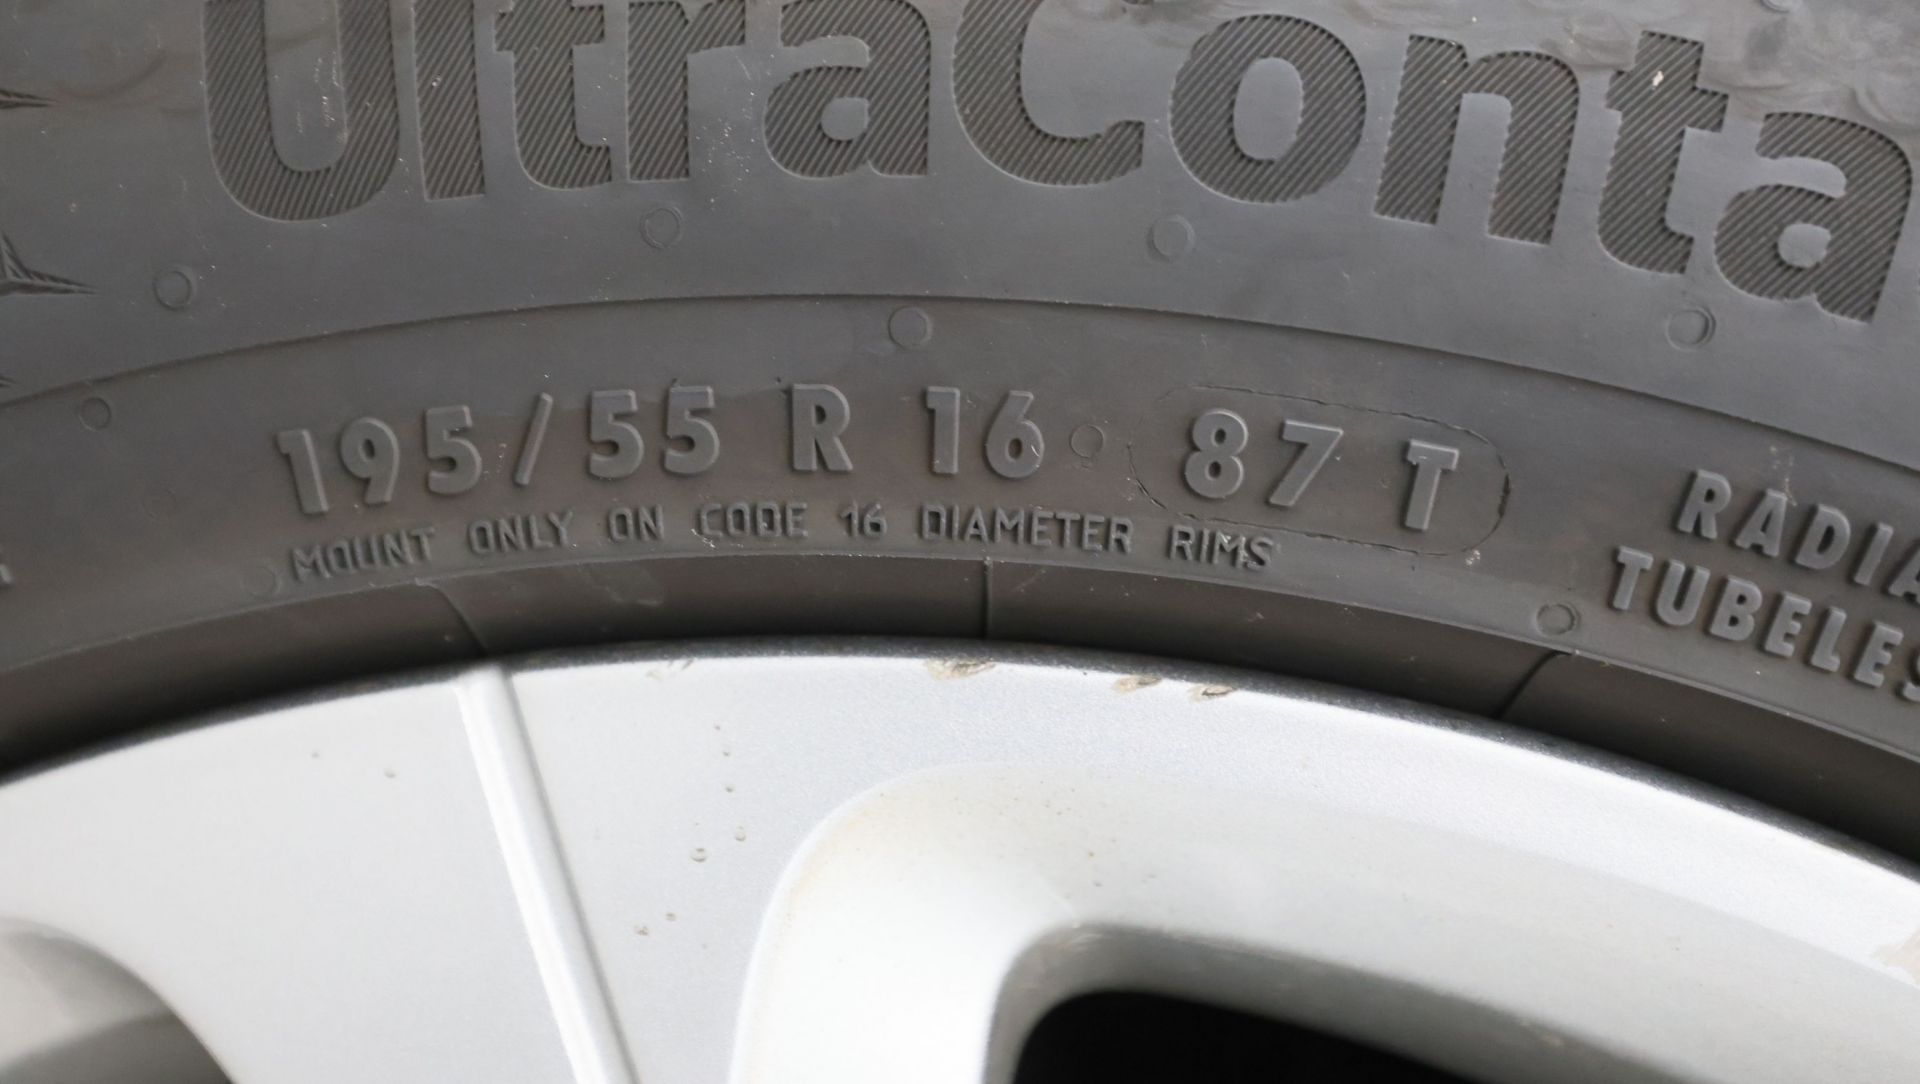 UltraConta
195/55 R 16 87 T
MOUNT ONLY ON CODE 16 DIAMETER RIMS
RADIA
TUBELES